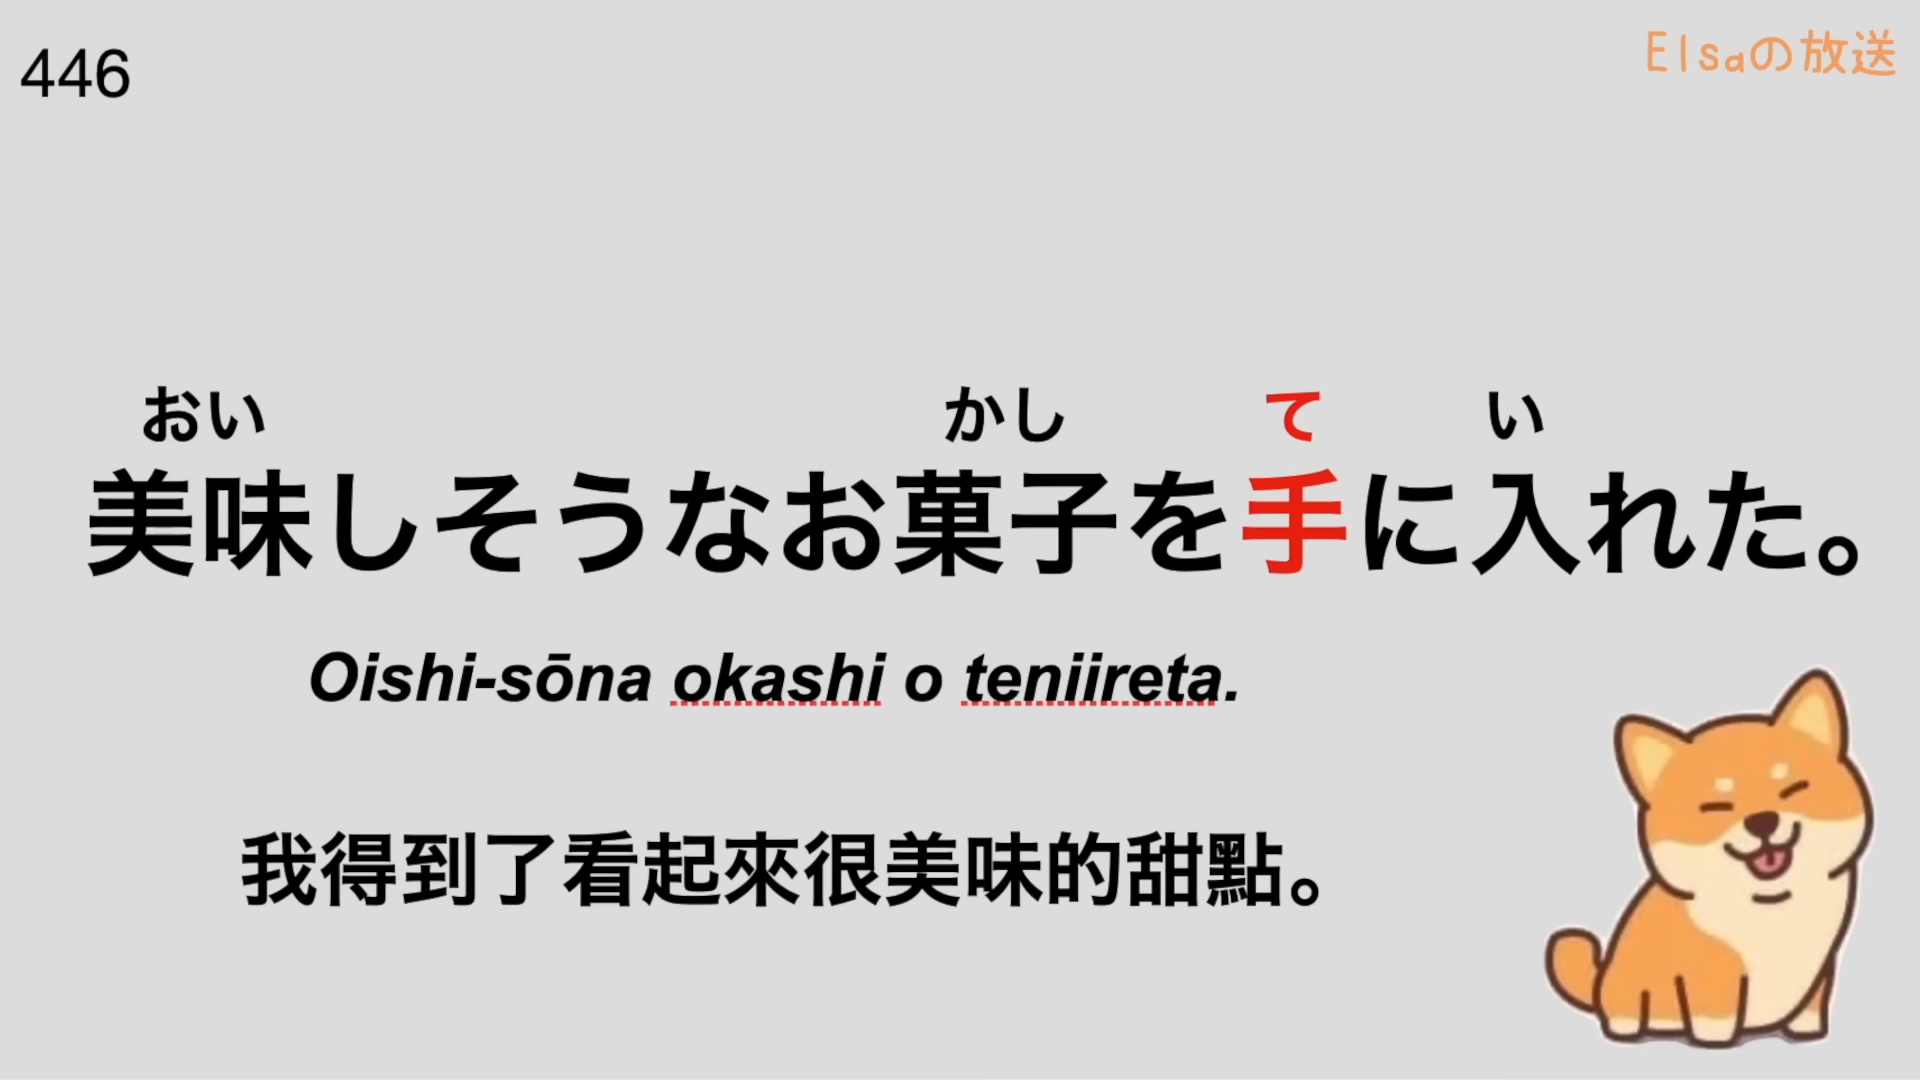 446
Elsaの放送
おい かし て い
美味しそうなお菓子を手に入れた。
Oishi-sōna okashi o teniireta.
我得到了看起來很美味的甜點。